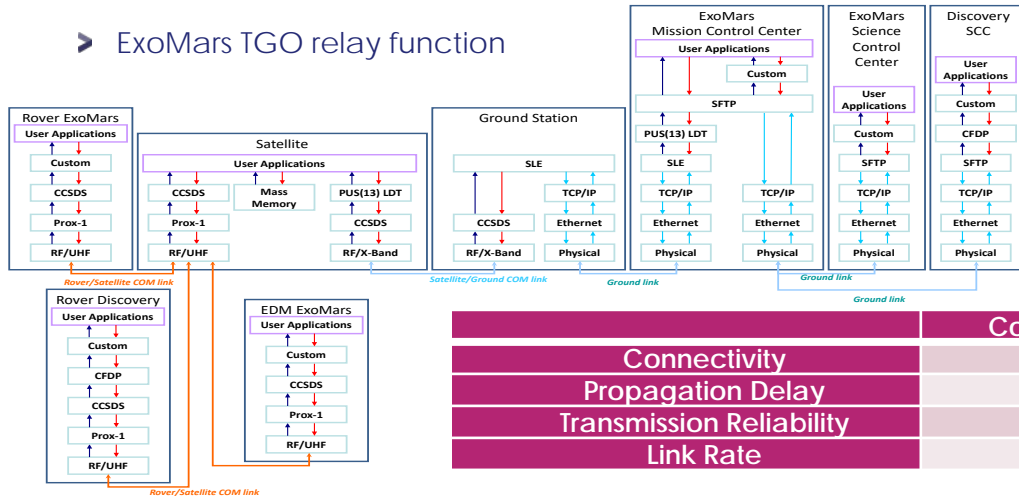 ➤ ExoMars TGO relay function
Rover ExoMars
User Applications
Custom
CCSDS
Prox-1
RF/UHF
Satellite
User Applications
CCSDS
Prox-1
RF/UHF
Mass
Memory
PUS(13) LDT
CCSDS
RF/X-Band
Ground Station
SLE
CCSDS
RF/X-Band
TCP/IP
Ethernet
Physical
ExoMars
Mission Control Center
User Applications
Custom
SFTP
PUS(13) LDT
SLE
TCP/IP
Ethernet
Physical
TCP/IP
Ethernet
Physical
ExoMars
Science
Control
Center
User
Applications
Custom
SFTP
TCP/IP
Ethernet
Physical
Discovery
SCC
User
Applications
Custom
CFDP
SFTP
TCP/IP
Ethernet
Physical
Rover/Satellite COM link
Satellite/Ground COM link
Ground link
Ground link
Ground link
Rover Discovery
User Applications
Custom
CFDP
CCSDS
Prox-1
RF/UHF
EDM ExoMars
User Applications
Custom
CCSDS
Prox-1
RF/UHF
Rover/Satellite COM link
Co
Connectivity
Propagation Delay
Transmission Reliability
Link Rate